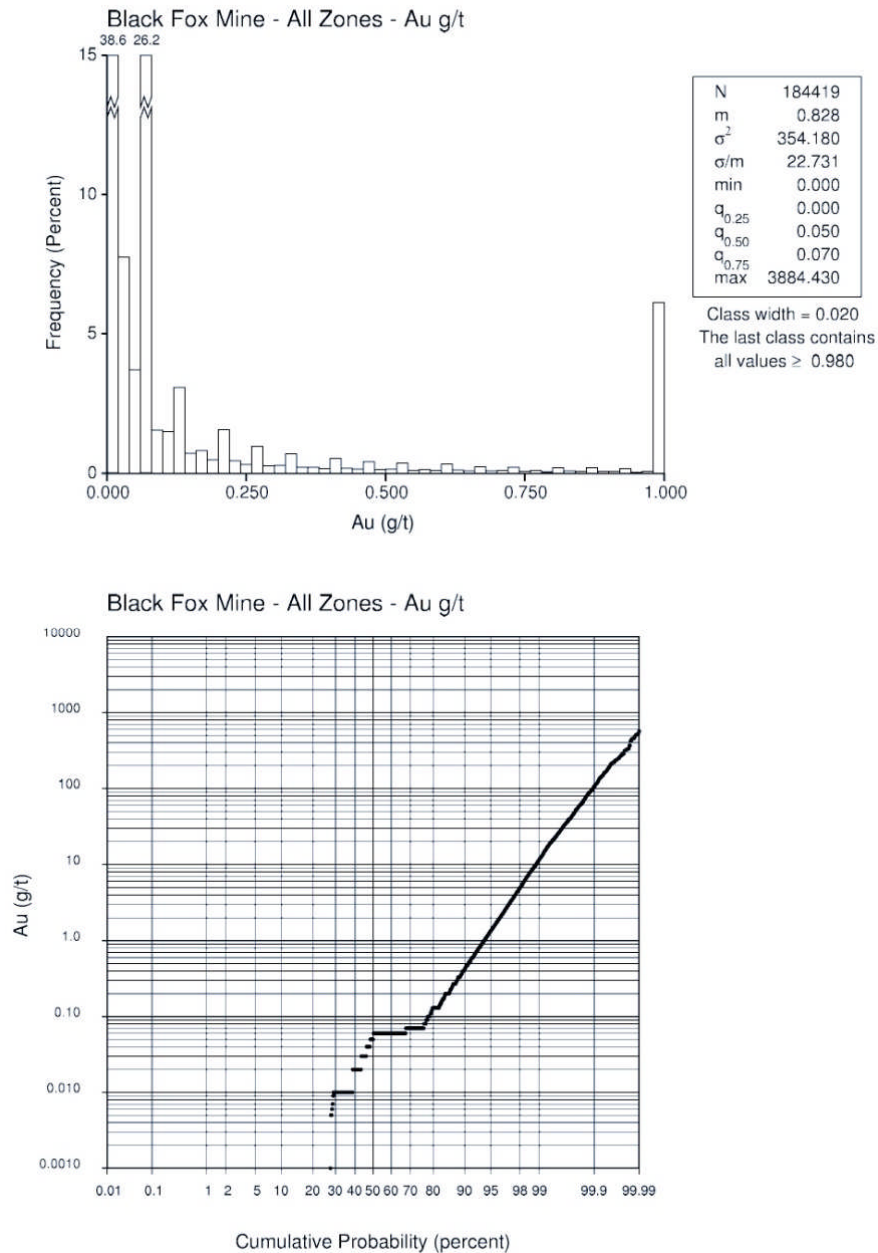 Black Fox Mine - All Zones - Au g/t
38.6 26.2
15
10
5
0
Frequency (Percent)
0.000 0.250 0.500 0.750 1.000
Au (g/t)
N 184419
m 0.828
σ² 354.180
σ/m 22.731
min 0.000
q0.25 0.000
q0.50 0.050
q0.75 0.070
max 3884.430
Class width = 0.020
The last class contains
all values ≥ 0.980
Black Fox Mine - All Zones - Au g/t
10000
1000
100
10
1.0
0.10
0.010
0.0010
Au (g/t)
0.01 0.1 1 2 5 10 20 30 40 50 60 70 80 90 95 98 99 99.9 99.99
Cumulative Probability (percent)